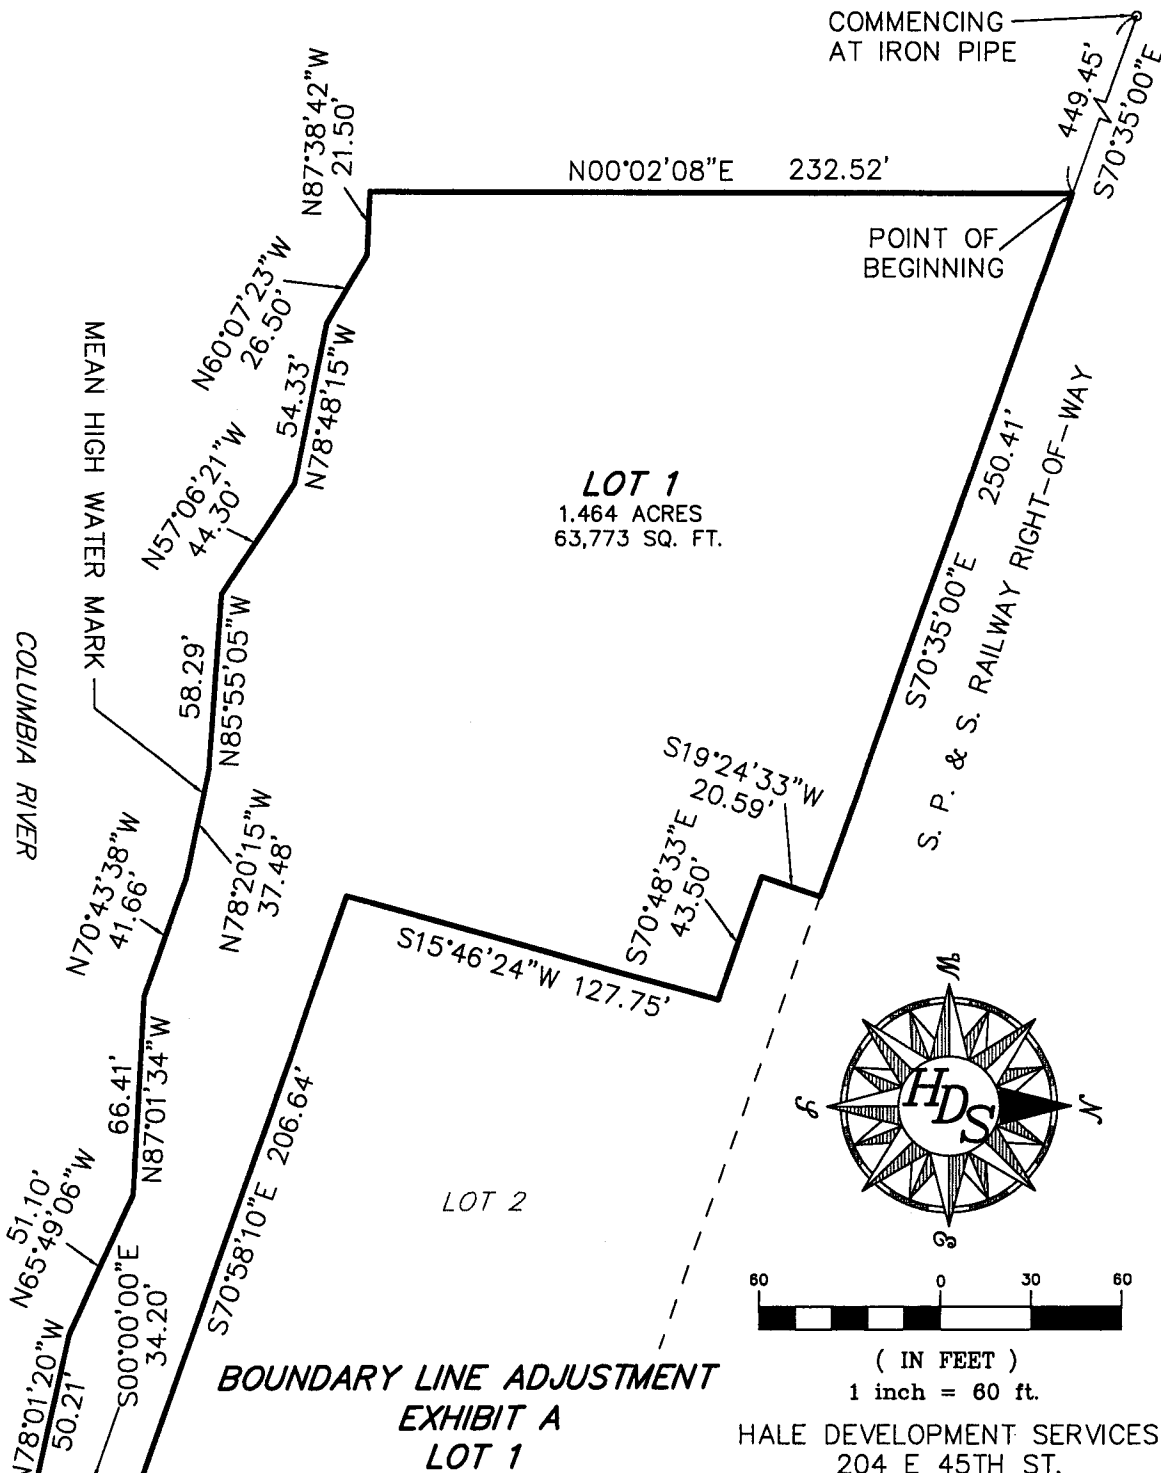 COMMENCING
AT IRON PIPE
449.45'
S70°35'00"E
N87°38'42"W
21.50'
N00°02'08"E 232.52'
POINT OF
BEGINNING
N60°07'23"W
26.50'
54.33'
N78°48'15"W
MEAN HIGH WATER MARK
N57°06'21"W
44.30'
LOT 1
1.464 ACRES
63,773 SQ. FT.
S70°35'00"E 250.41'
S. P. & S. RAILWAY RIGHT-OF-WAY
58.29'
N85°55'05"W
COLUMBIA RIVER
S19°24'33"W
20.59'
N78°20'15"W
37.48'
N70°43'38"W
41.66'
S70°48'33"E
43.50'
S15°46'24"W 127.75'
66.41'
N87°01'34"W
S70°58'10"E 206.64'
LOT 2
51.10'
N65°49'06"W
S00°00'00"E
34.20'
N78°01'20"W
50.21'
W
S
N
E
HDS
60 0 30 60
( IN FEET )
1 inch = 60 ft.
BOUNDARY LINE ADJUSTMENT
EXHIBIT A
LOT 1
HALE DEVELOPMENT SERVICES
204 E 45TH ST.